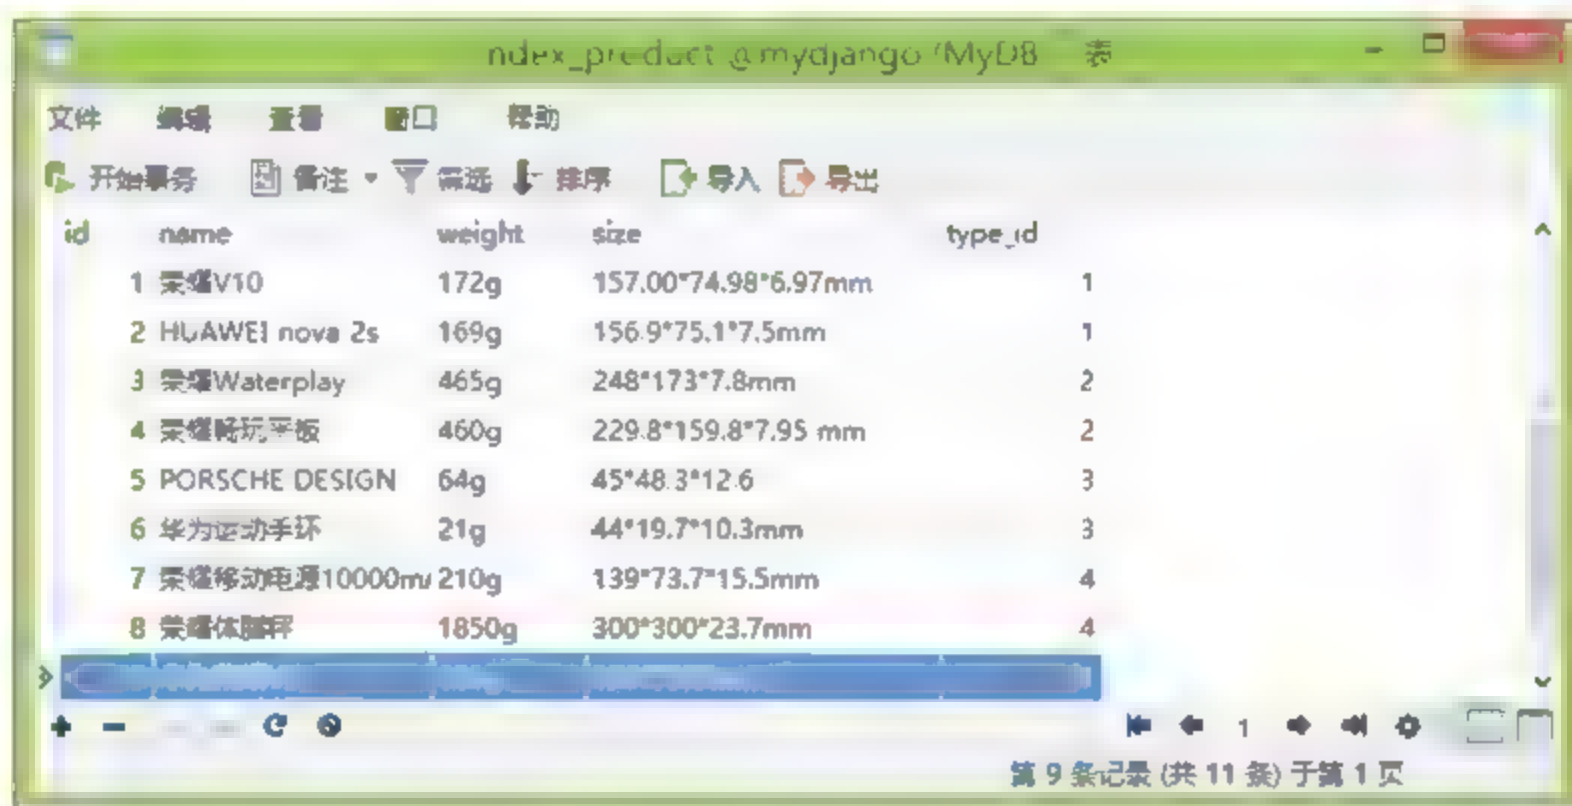 ndex_product @mydjango (MyDB 表
文件 编辑 查看 窗口 帮助
开始事务 备注 筛选 排序 导入 导出
id name weight size type_id
1 荣耀V10 172g 157.00*74.98*6.97mm 1
2 HUAWEI nova 2s 169g 156.9*75.1*7.5mm 1
3 荣耀Waterplay 465g 248*173*7.8mm 2
4 荣耀畅玩平板 460g 229.8*159.8*7.95 mm 2
5 PORSCHE DESIGN 64g 45*48.3*12.6 3
6 华为运动手环 21g 44*19.7*10.3mm 3
7 荣耀移动电源10000m 210g 139*73.7*15.5mm 4
8 荣耀体脂秤 1850g 300*300*23.7mm 4
1
第 9 条记录 (共 11 条) 于第 1 页